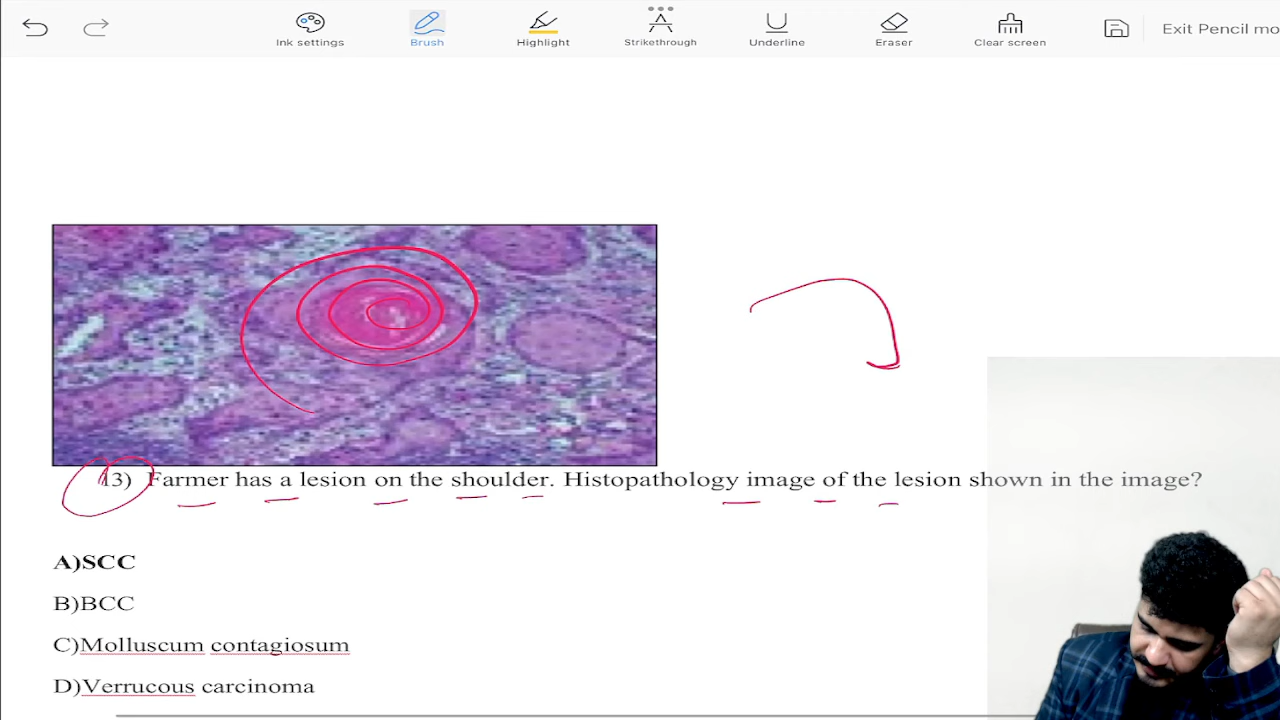 Ink settings Brush Highlight Strikethrough Underline Eraser Clear screen Exit Pencil mo
13) Farmer has a lesion on the shoulder. Histopathology image of the lesion shown in the image?
A)SCC
B)BCC
C)Molluscum contagiosum
D)Verrucous carcinoma